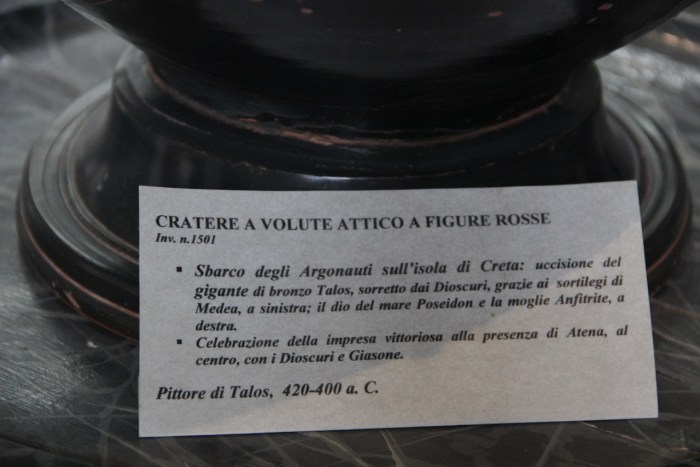 CRATERE A VOLUTE ATTICO A FIGURE ROSSE
Inv. n.1501
▪ Sbarco degli Argonauti sull'isola di Creta: uccisione del
gigante di bronzo Talos, sorretto dai Dioscuri, grazie ai sortilegi di
Medea, a sinistra; il dio del mare Poseidon e la moglie Anfitrite, a
destra.
▪ Celebrazione della impresa vittoriosa alla presenza di Atena, al
centro, con i Dioscuri e Giasone.
Pittore di Talos, 420-400 a. C.